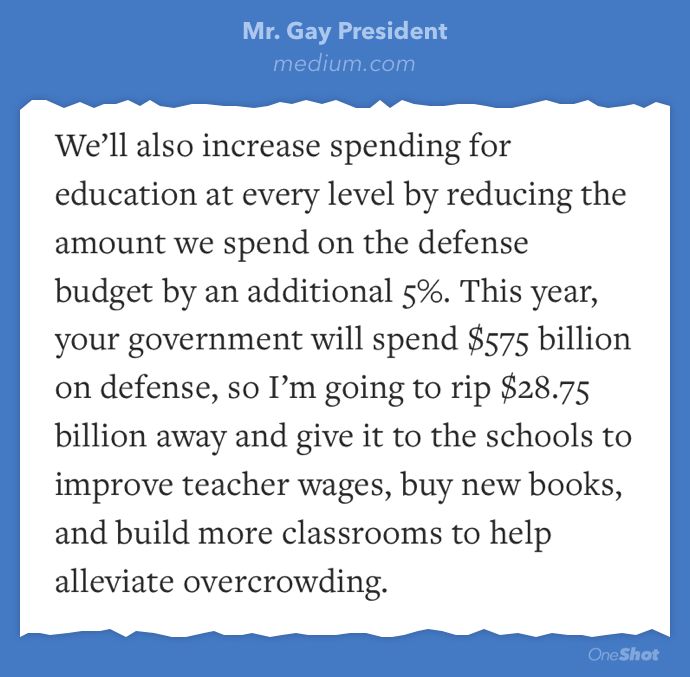 Mr. Gay President
medium.com
We’ll also increase spending for
education at every level by reducing the
amount we spend on the defense
budget by an additional 5%. This year,
your government will spend $575 billion
on defense, so I’m going to rip $28.75
billion away and give it to the schools to
improve teacher wages, buy new books,
and build more classrooms to help
alleviate overcrowding.
OneShot